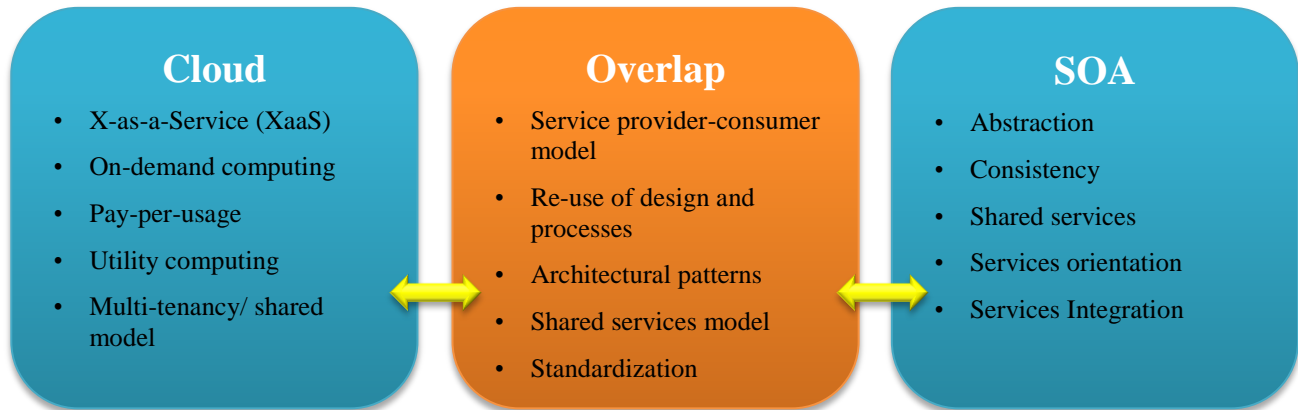 Cloud
• X-as-a-Service (XaaS)
• On-demand computing
• Pay-per-usage
• Utility computing
• Multi-tenancy/ shared
model
Overlap
• Service provider-consumer
model
• Re-use of design and
processes
• Architectural patterns
• Shared services model
• Standardization
SOA
• Abstraction
• Consistency
• Shared services
• Services orientation
• Services Integration